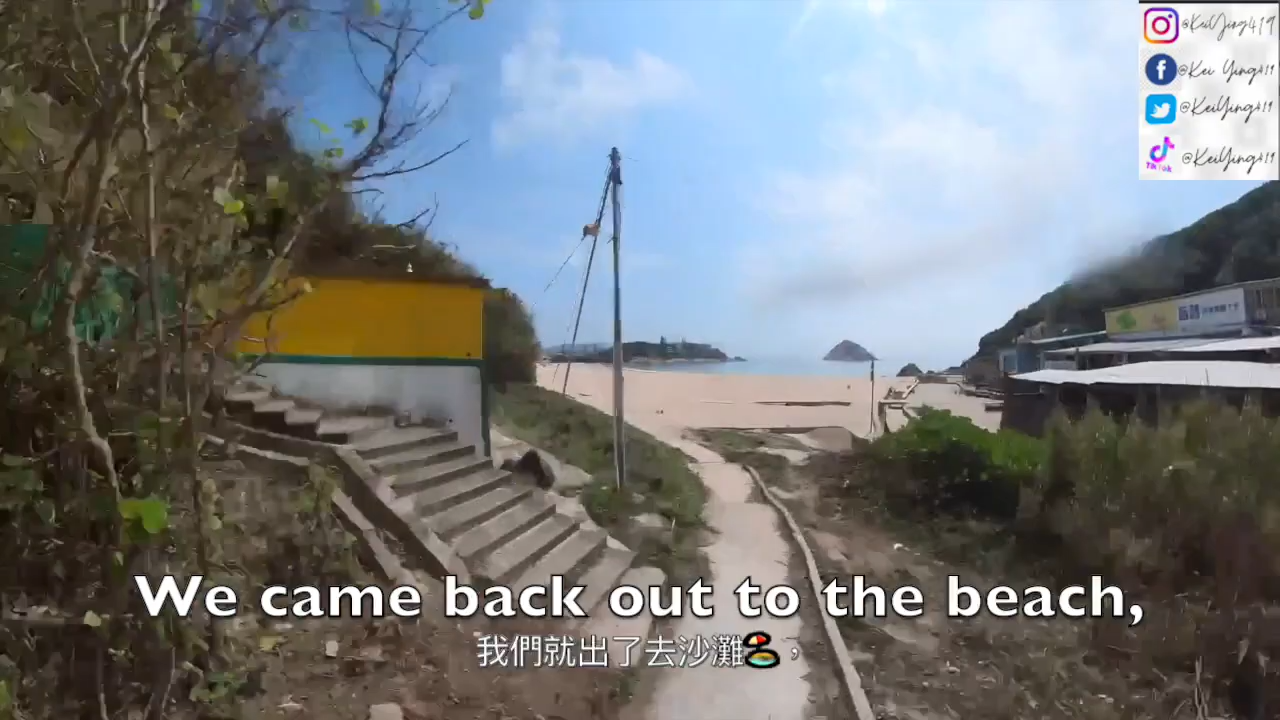 @KeiYing419
@Kei Ying419
@KeiYing419
TikTok
@KeiYing419
We came back out to the beach,
我們就出了去沙灘🏖，